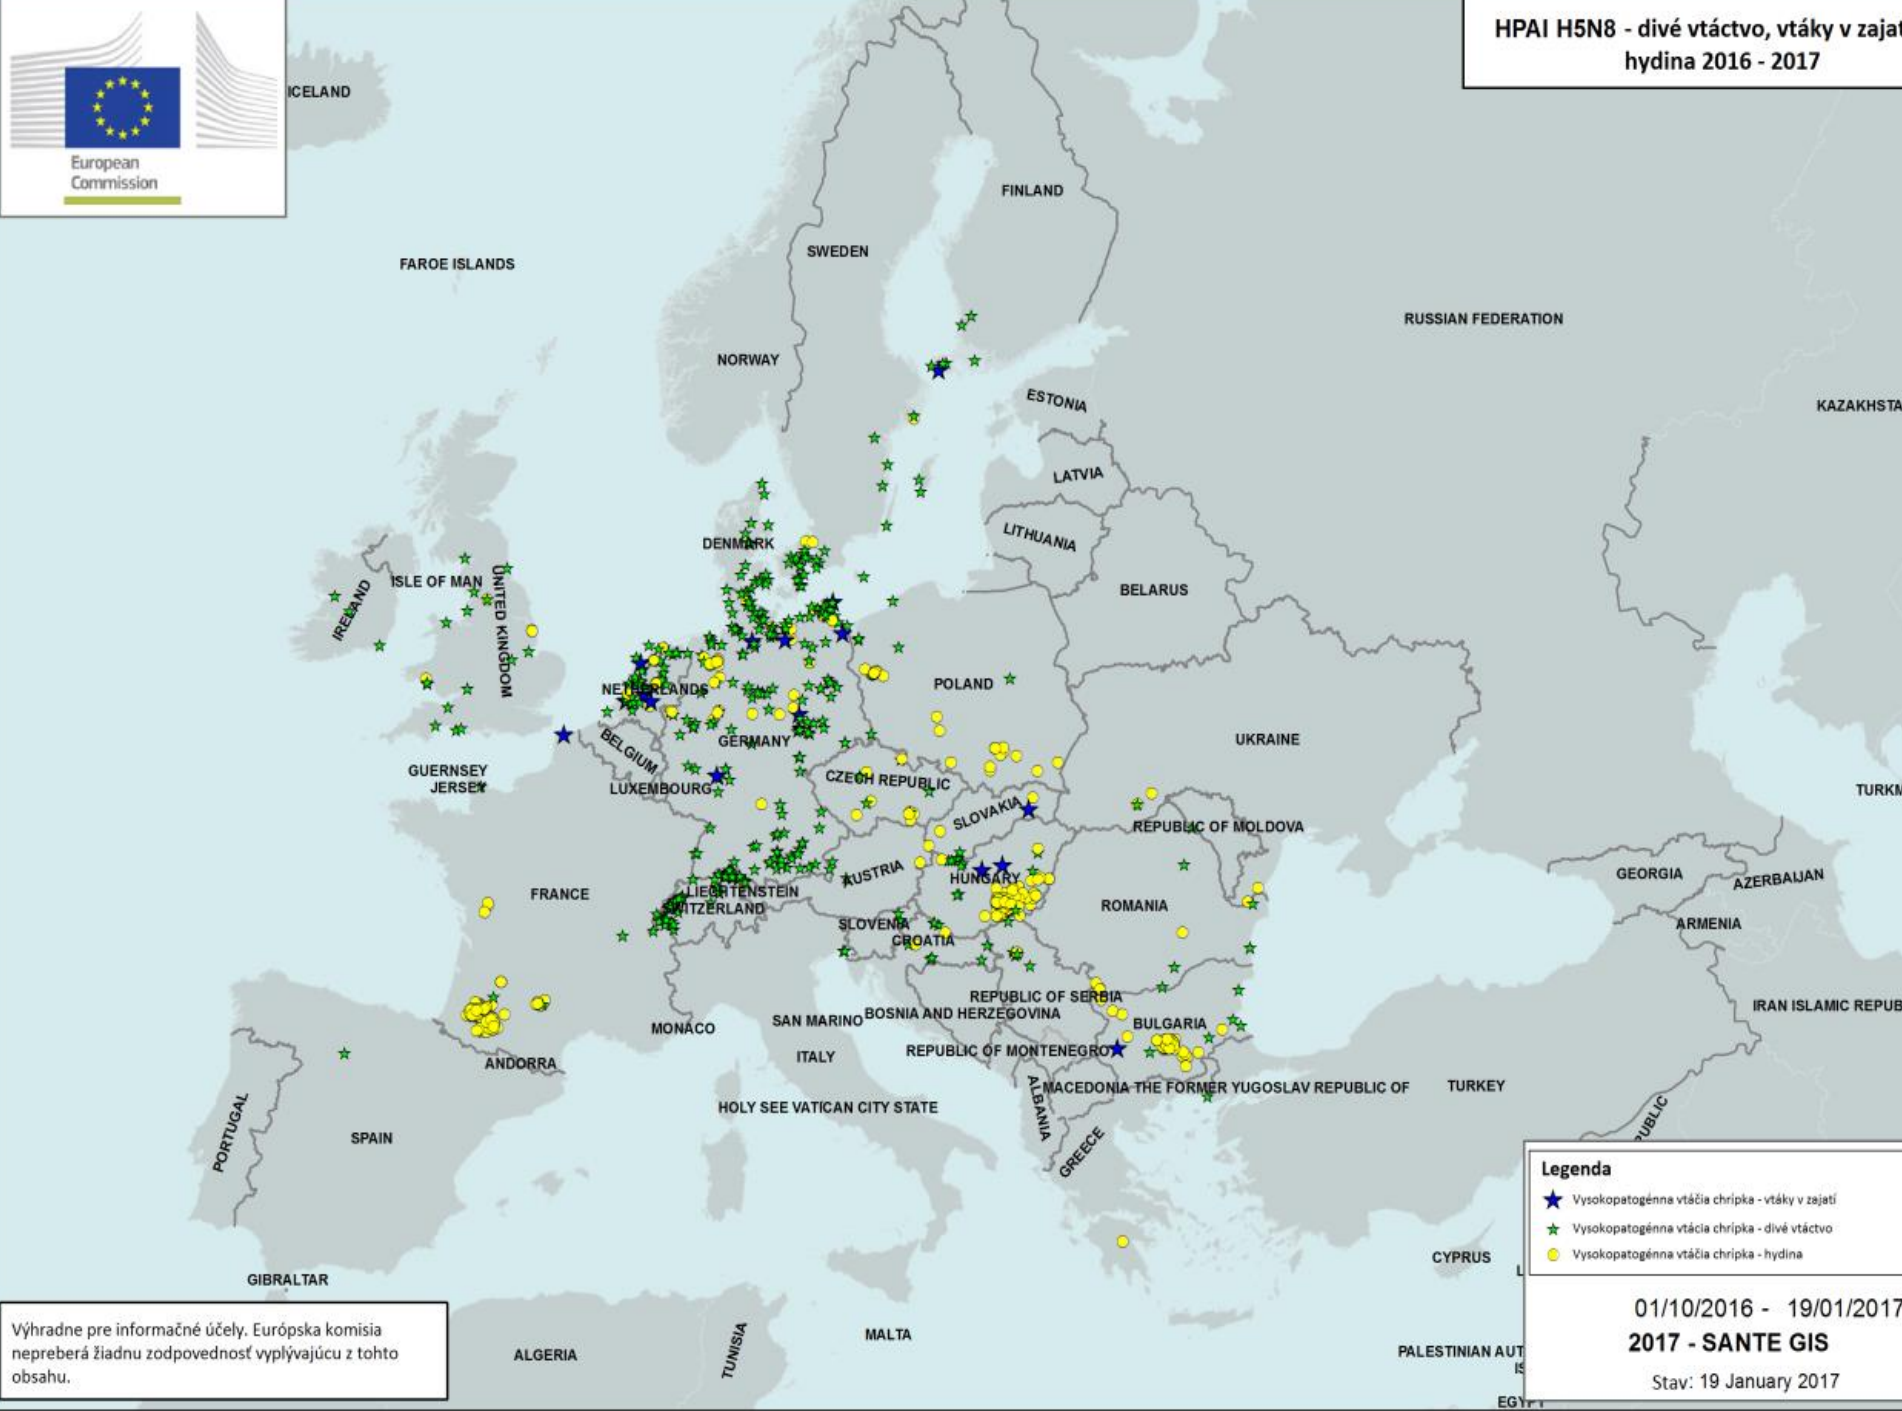 European
Commission
HPAI H5N8 - divé vtáctvo, vtáky v zajat
hydina 2016 - 2017
ICELAND
FINLAND
SWEDEN
FAROE ISLANDS
RUSSIAN FEDERATION
NORWAY
ESTONIA
KAZAKHSTA
LATVIA
LITHUANIA
DENMARK
ISLE OF MAN
UNITED KINGDOM
IRELAND
BELARUS
NETHERLANDS
POLAND
BELGIUM
GERMANY
UKRAINE
GUERNSEY
JERSEY
LUXEMBOURG
CZECH REPUBLIC
TURKM
SLOVAKIA
REPUBLIC OF MOLDOVA
AUSTRIA
HUNGARY
GEORGIA
AZERBAIJAN
FRANCE
LIECHTENSTEIN
SWITZERLAND
ROMANIA
SLOVENIA
CROATIA
ARMENIA
REPUBLIC OF SERBIA
IRAN ISLAMIC REPUB
BOSNIA AND HERZEGOVINA
SAN MARINO
MONACO
BULGARIA
ITALY
REPUBLIC OF MONTENEGRO
ANDORRA
ALBANIA
MACEDONIA THE FORMER YUGOSLAV REPUBLIC OF
TURKEY
HOLY SEE VATICAN CITY STATE
PORTUGAL
SPAIN
GREECE
PUBLIC
Legenda
Vysokopatogénna vtáčia chrípka - vtáky v zajatí
Vysokopatogénna vtácia chrípka - divé vtáctvo
Vysokopatogénna vtáčia chrípka - hydina
CYPRUS
L
GIBRALTAR
01/10/2016 - 19/01/2017
2017 - SANTE GIS
Stav: 19 January 2017
Výhradne pre informačné účely. Európska komisia
nepreberá žiadnu zodpovednosť vyplývajúcu z tohto
obsahu.
MALTA
ALGERIA
TUNISIA
PALESTINIAN AUT
IS
EGYPT